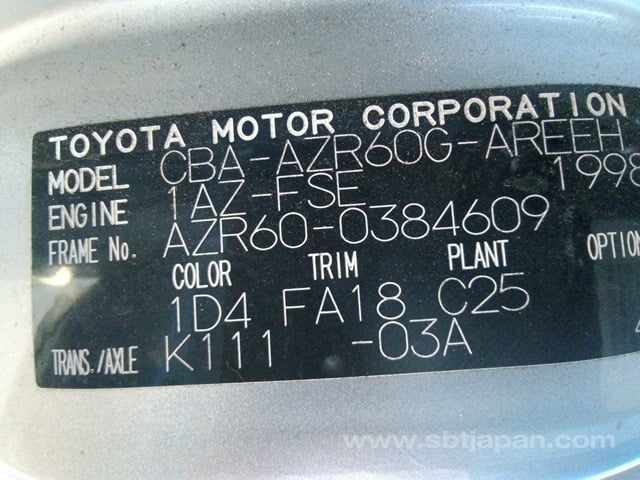 TOYOTA MOTOR CORPORATION
MODEL CBA-AZR60G-AREEH
ENGINE 1AZ-FSE 1998
FRAME No. AZR60-0384609
COLOR TRIM PLANT OPTION
1D4 FA18 C25
TRANS./AXLE K111 -03A
www.sbtjapan.com